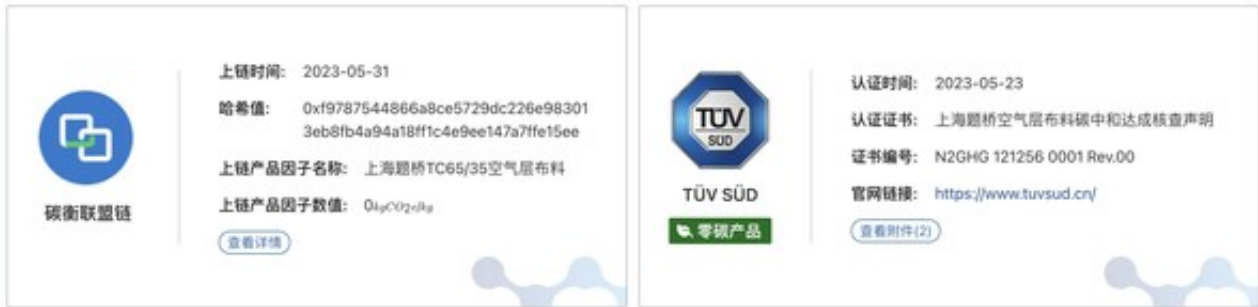 上链时间: 2023-05-31
哈希值: 0xf9787544866a8ce5729dc226e98301
3eb8fb4a94a18ff1c4e9ee147a7ffe15ee
上链产品因子名称: 上海题桥TC65/35空气层布料
上链产品因子数值: 0kgCO2e/kg
查看详情
碳衡联盟链
TÜV
SÜD
TÜV SÜD
零碳产品
认证时间: 2023-05-23
认证证书: 上海题桥空气层布料碳中和达成核查声明
证书编号: N2GHG 121256 0001 Rev.00
官网链接: https://www.tuvsud.cn/
查看附件(2)